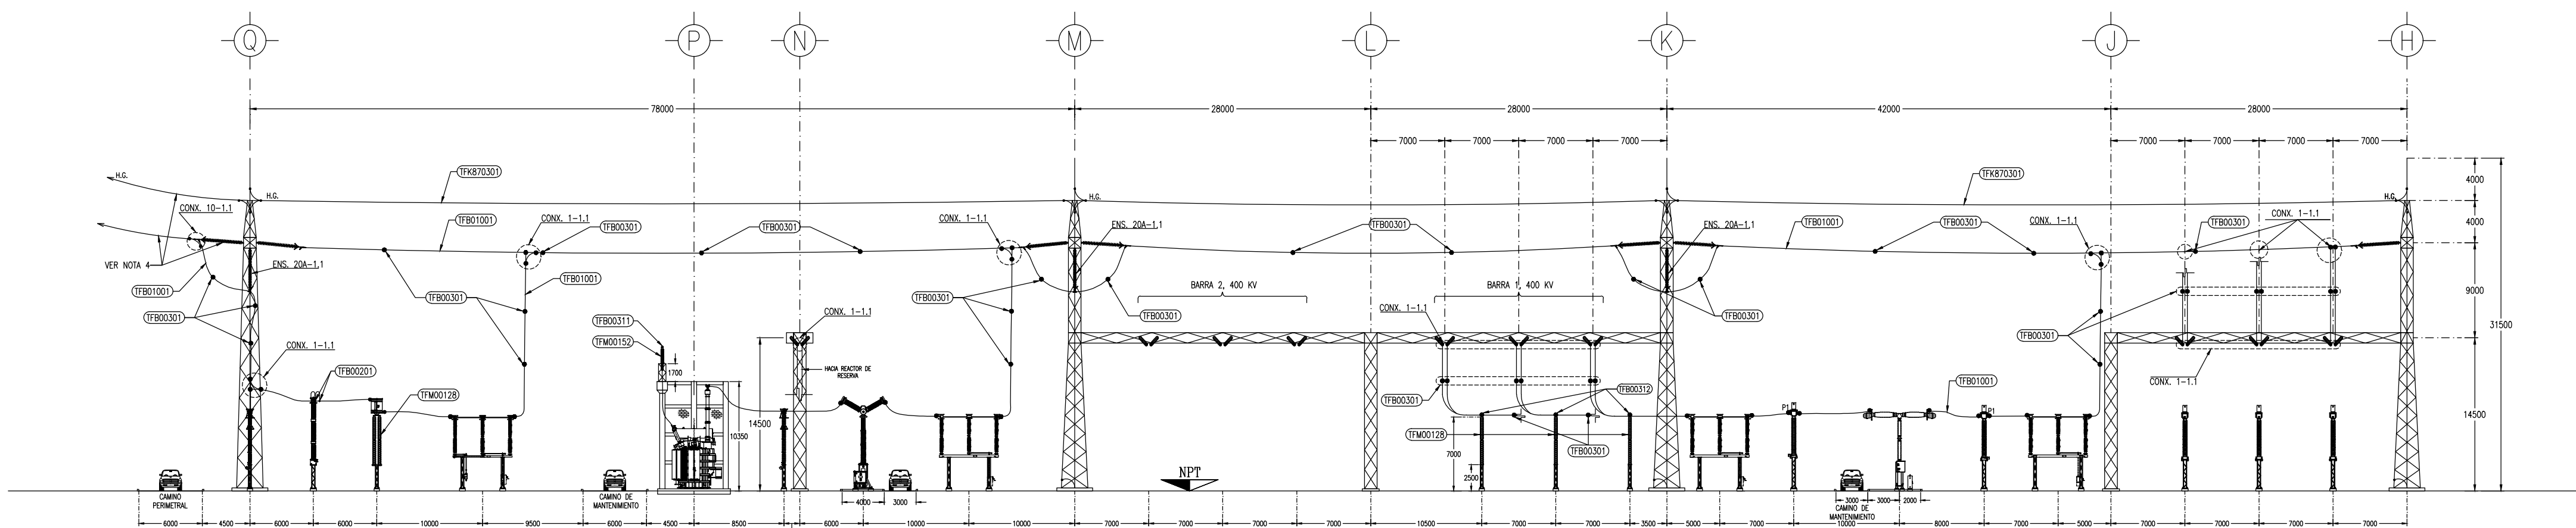 Q P N M L K J H
78000 28000 28000 42000 28000
7000 7000 7000 7000 7000 7000 7000 7000
H.G. H.G. H.G. H.G.
TFK870301 TFK870301
4000
4000
9000
14500
31500
CONX. 10-1.1
TFB01001
CONX. 1-1.1
TFB00301
TFB00301
CONX. 1-1.1
ENS. 20A-1.1
TFB00301
ENS. 20A-1.1
TFB01001
TFB00301
CONX. 1-1.1
TFB00301
CONX. 1-1.1
VER NOTA 4
ENS. 20A-1.1
TFB01001
TFB01001
TFB00301
TFB00301
TFB00301
TFB00301
TFB00301
TFB00301
TFB00301
BARRA 2, 400 KV
BARRA 1, 400 KV
CONX. 1-1.1
TFB00311
TFM00152
CONX. 1-1.1
CONX. 1-1.1
TFB00301
CONX. 1-1.1
TFB00201
TFM00128
1700
HACIA REACTOR DE
RESERVA
10350
14500
TFB00301
TFB00312
TFB01001
P1 P1
TFM00128
TFB00301
7000
2500
NPT
CAMINO
PERIMETRAL
CAMINO DE
MANTENIMIENTO
4000 3000
3000 3000 2000
CAMINO DE
MANTENIMIENTO
6000 4500 6000 6000 10000 9500 6000 4500 8500 6000 10000 10000 7000 7000 7000 7000 10500 7000 7000 3500 5000 7000 10000 8000 7000 5000 7000 7000 7000 7000